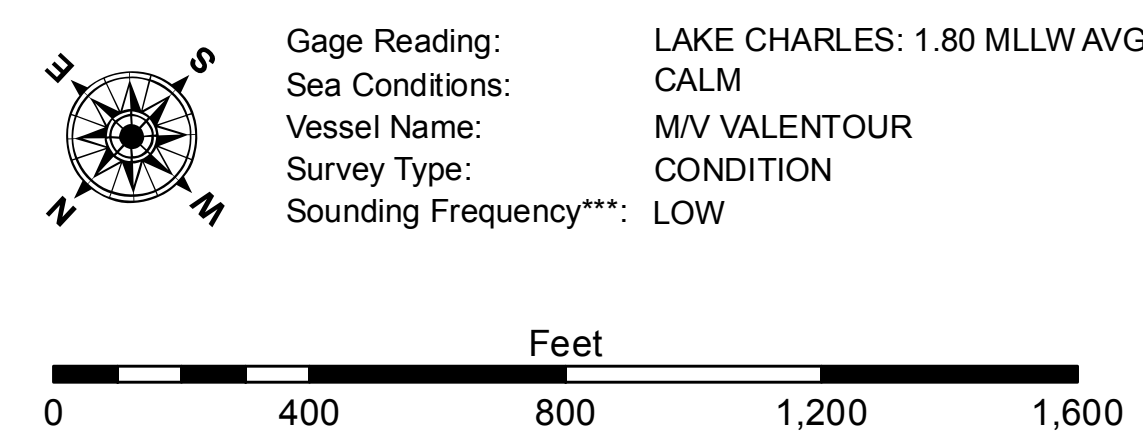 E S N W
Gage Reading: LAKE CHARLES: 1.80 MLLW AVG
Sea Conditions: CALM
Vessel Name: M/V VALENTOUR
Survey Type: CONDITION
Sounding Frequency***: LOW
Feet
0 400 800 1,200 1,600